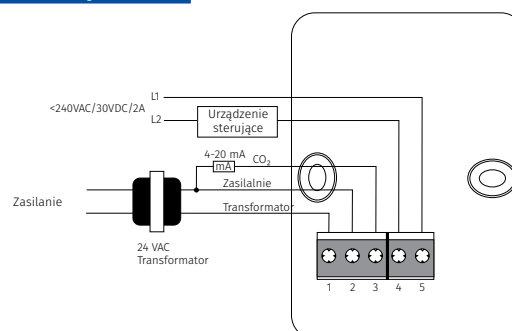 L1
<240VAC/30VDC/2A
L2
Urządzenie
sterujące
4-20 mA
mA
CO₂
Zasilalnie
Zasilanie
Transformator
24 VAC
Transformator
1 2 3 4 5